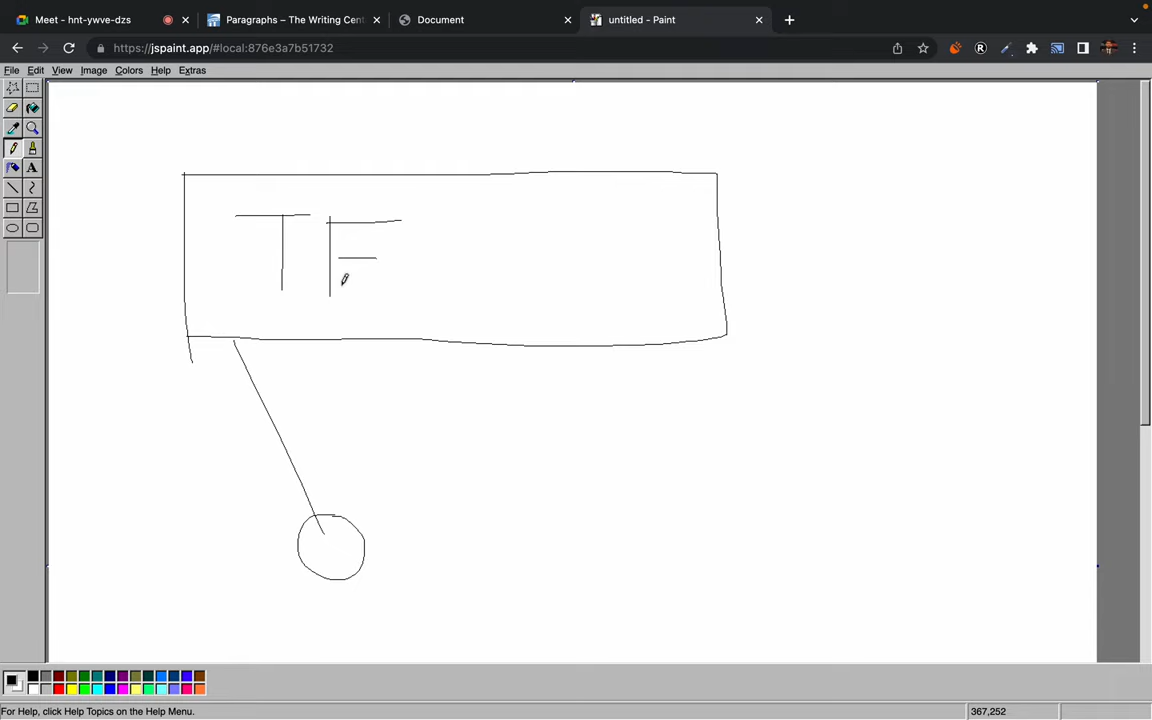 Meet - hnt-ywve-dzs
Paragraphs – The Writing Cent
Document
untitled - Paint
https://jspaint.app/#local:876e3a7b51732
File Edit View Image Colors Help Extras
A
TF
For Help, click Help Topics on the Help Menu.
367,252